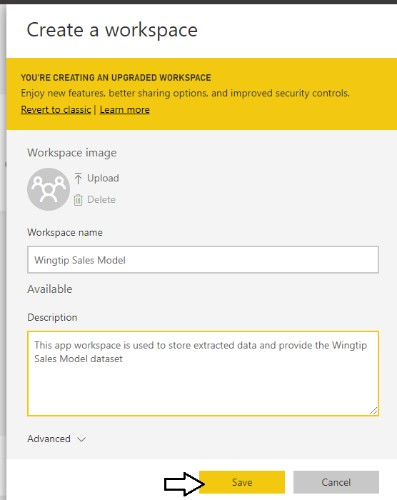 Create a workspace
YOU'RE CREATING AN UPGRADED WORKSPACE
Enjoy new features, better sharing options, and improved security controls.
Revert to classic | Learn more
Workspace image
Upload
Delete
Workspace name
Wingtip Sales Model
Available
Description
This app workspace is used to store extracted data and provide the Wingtip
Sales Model dataset
Advanced
Save Cancel